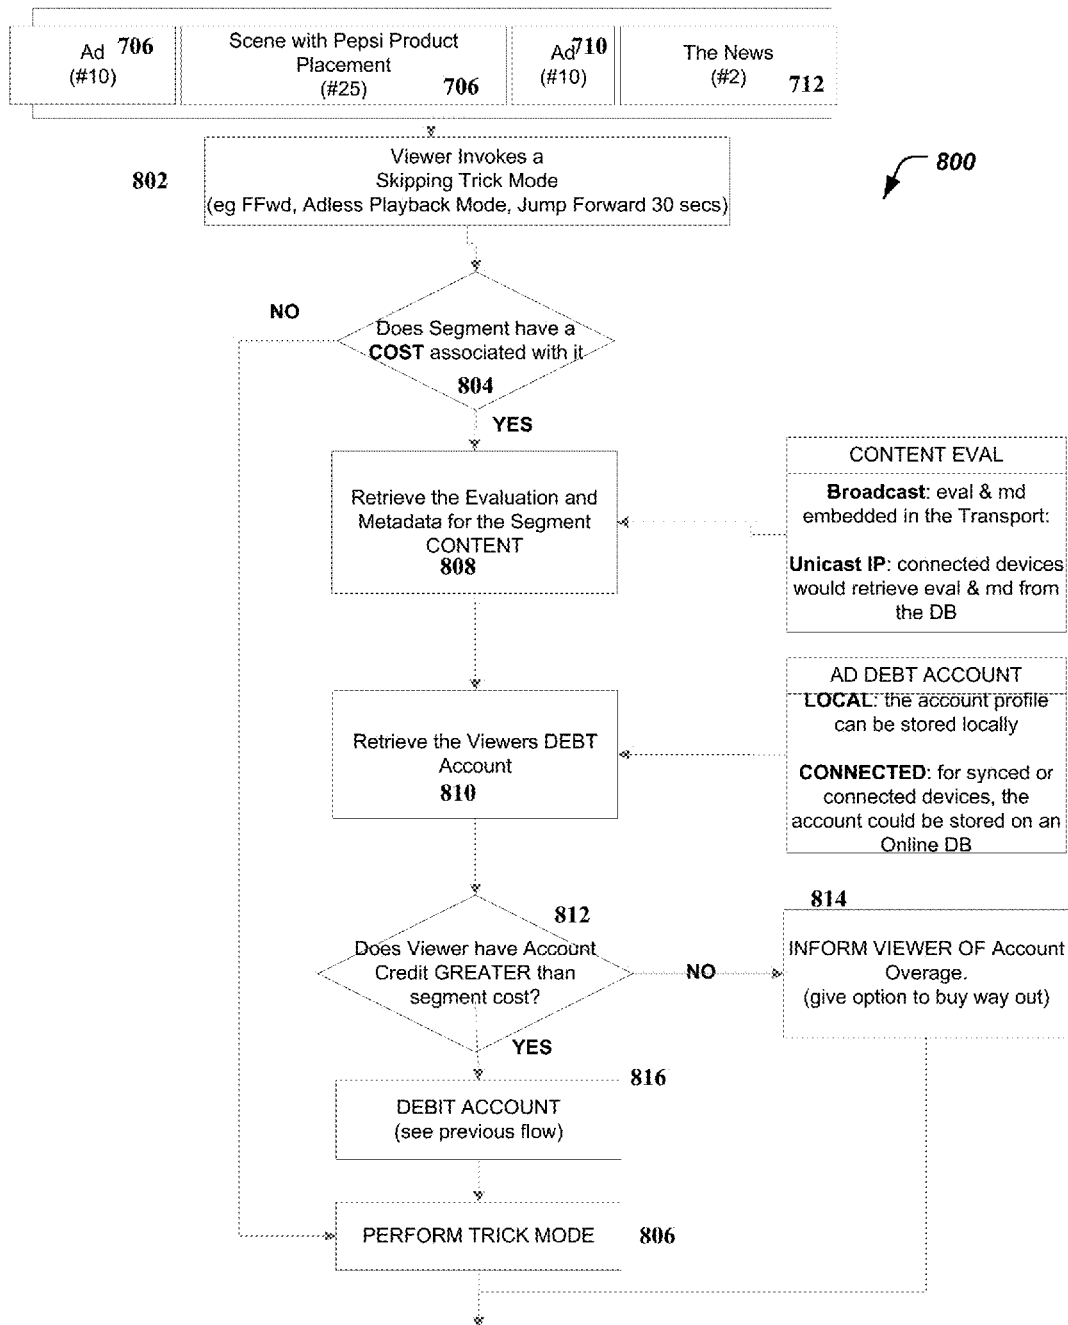 Ad 706
(#10)
Scene with Pepsi Product
Placement
(#25)
706
Ad710
(#10)
The News
(#2)
712
802
Viewer Invokes a
Skipping Trick Mode
(eg FFwd, Adless Playback Mode, Jump Forward 30 secs)
800
NO
Does Segment have a
COST associated with it
804
YES
Retrieve the Evaluation and
Metadata for the Segment
CONTENT
808
CONTENT EVAL
Broadcast: eval & md
embedded in the Transport:
Unicast IP: connected devices
would retrieve eval & md from
the DB
Retrieve the Viewers DEBT
Account
810
AD DEBT ACCOUNT
LOCAL: the account profile
can be stored locally
CONNECTED: for synced or
connected devices, the
account could be stored on an
Online DB
812
Does Viewer have Account
Credit GREATER than
segment cost?
NO
YES
814
INFORM VIEWER OF Account
Overage.
(give option to buy way out)
816
DEBIT ACCOUNT
(see previous flow)
PERFORM TRICK MODE
806